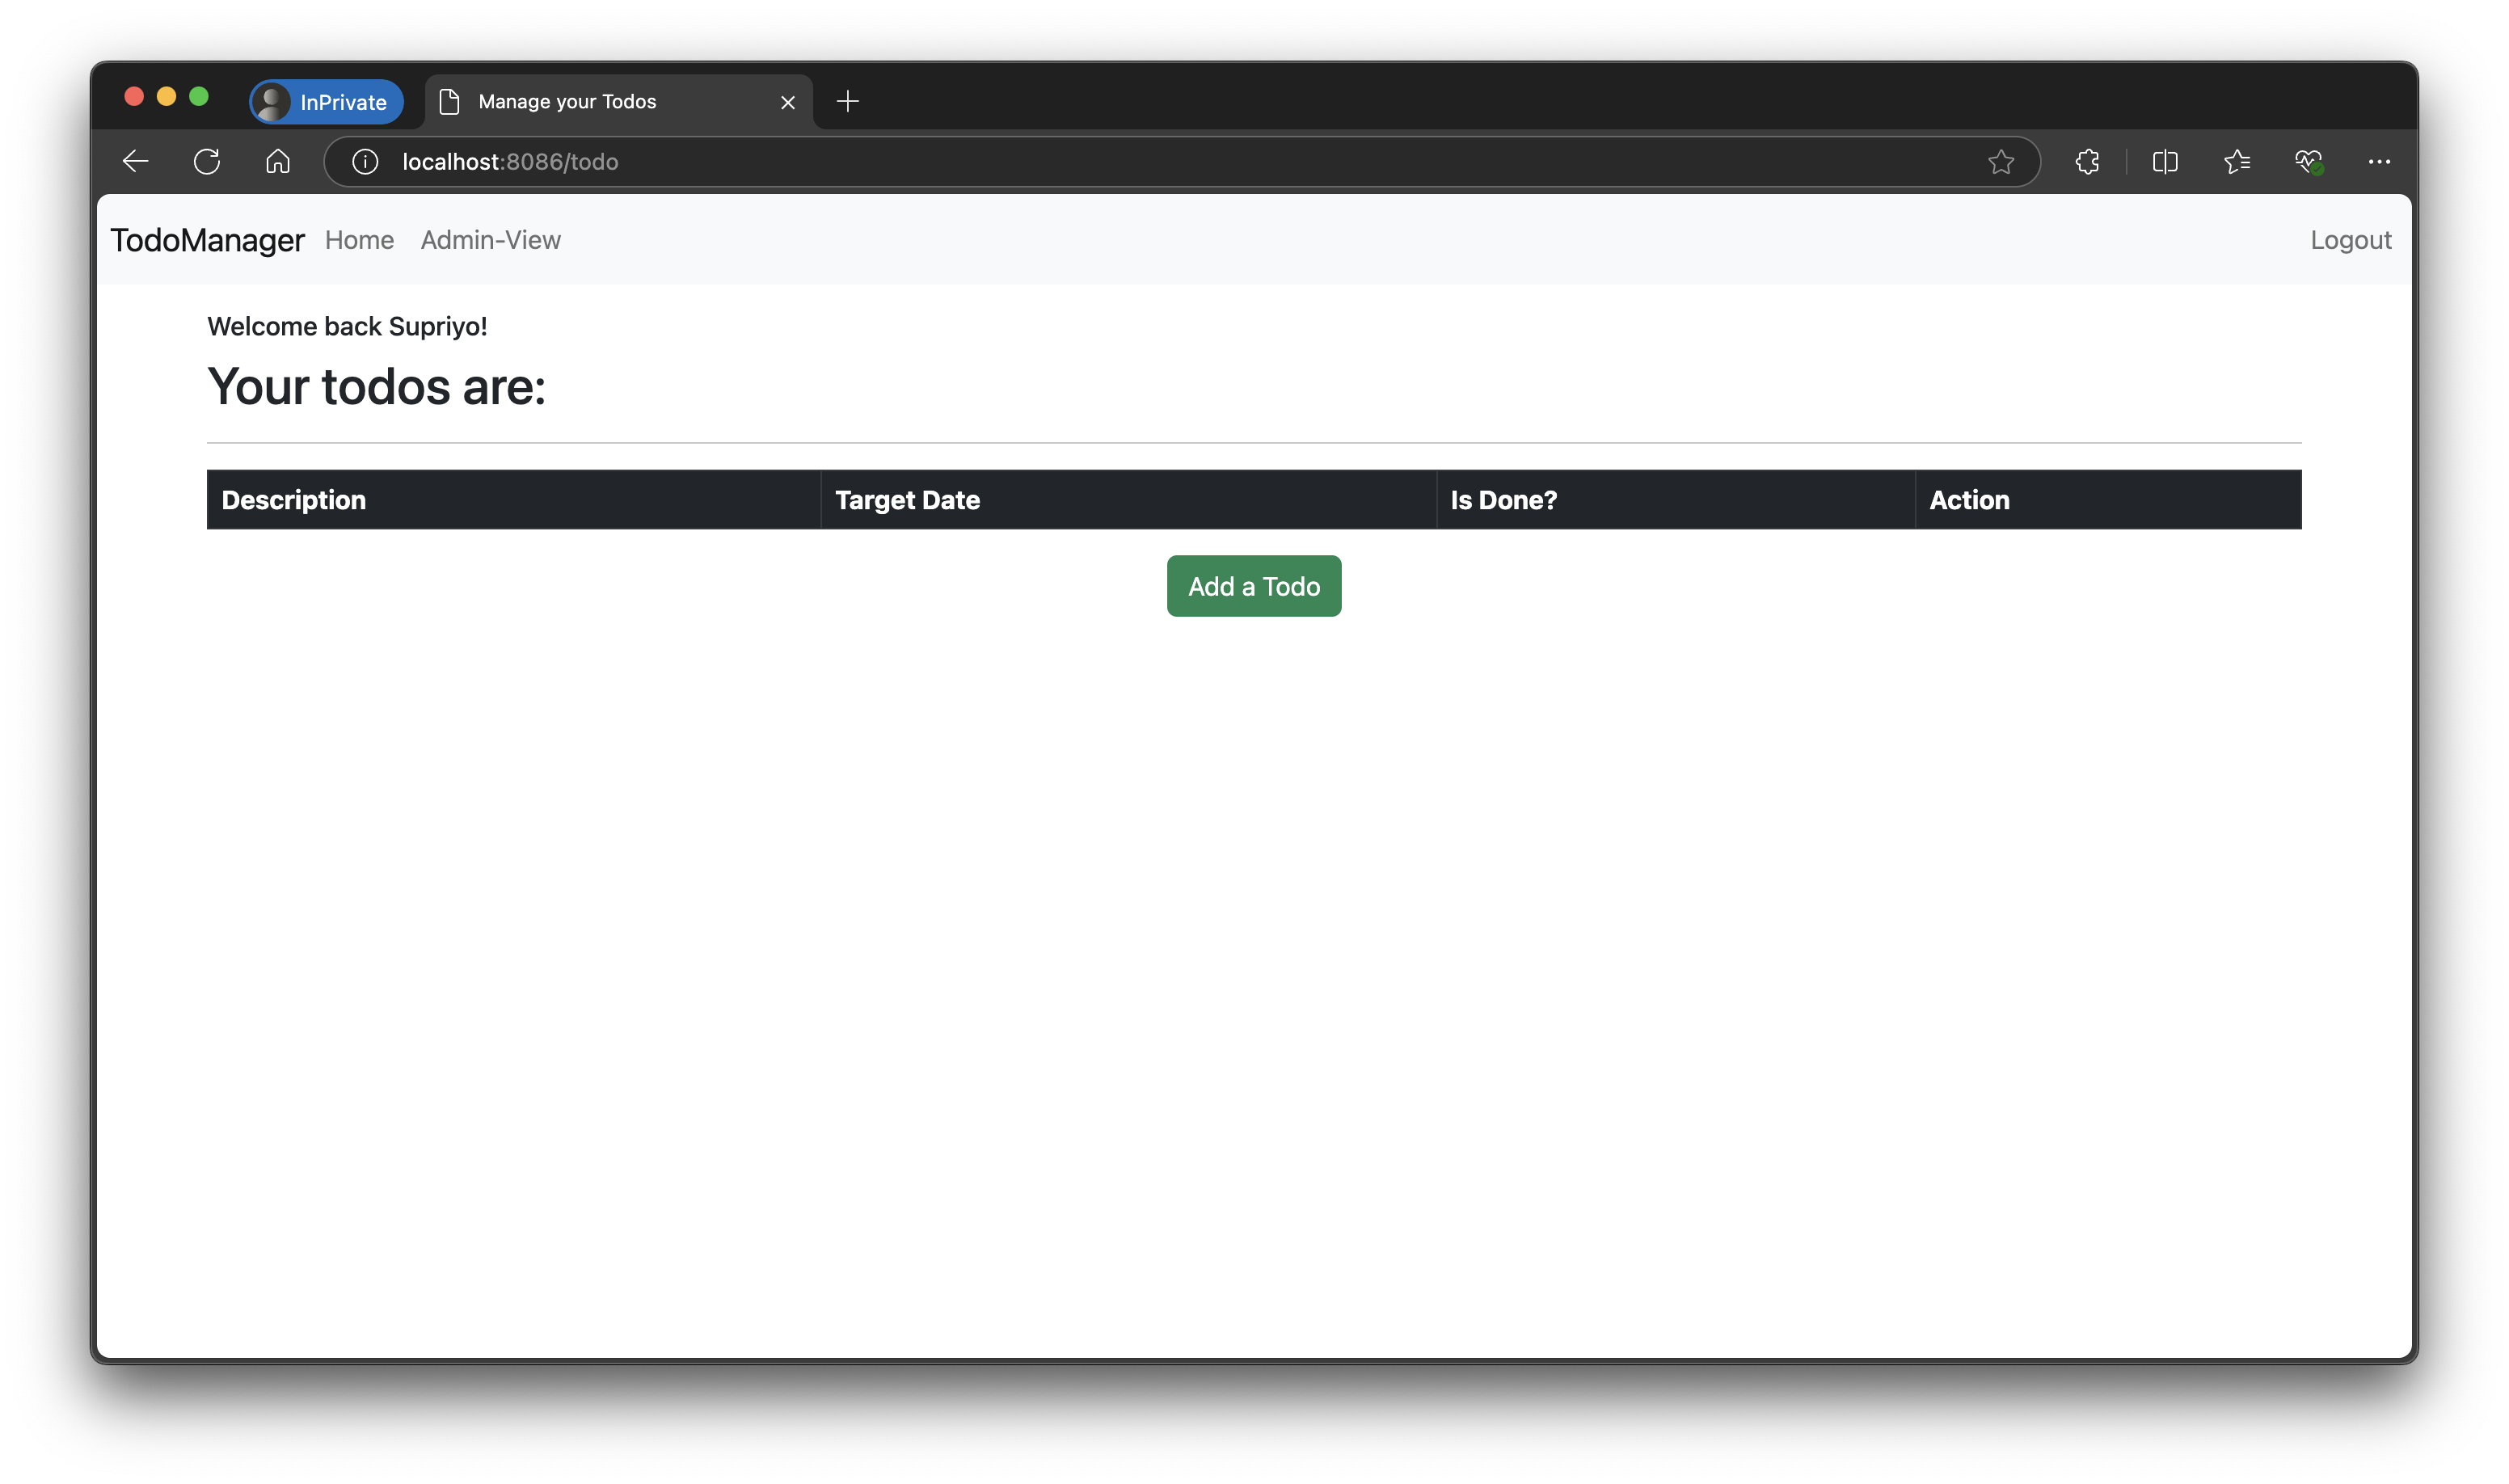 InPrivate
Manage your Todos
localhost:8086/todo
TodoManager Home Admin-View Logout
Welcome back Supriyo!
Your todos are:
Description Target Date Is Done? Action
Add a Todo